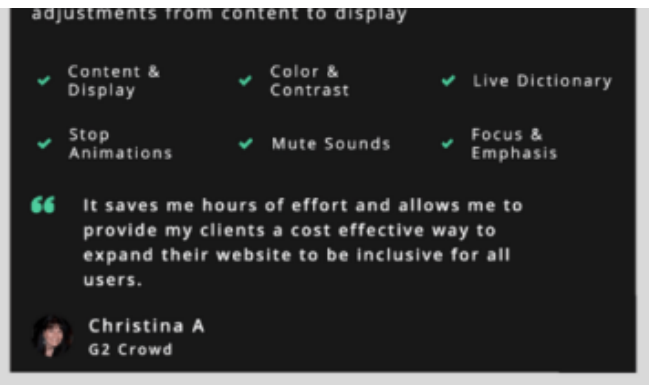 adjustments from content to display
Content &
Display
Color &
Contrast
Live Dictionary
Stop
Animations
Mute Sounds
Focus &
Emphasis
It saves me hours of effort and allows me to
provide my clients a cost effective way to
expand their website to be inclusive for all
users.
Christina A
G2 Crowd